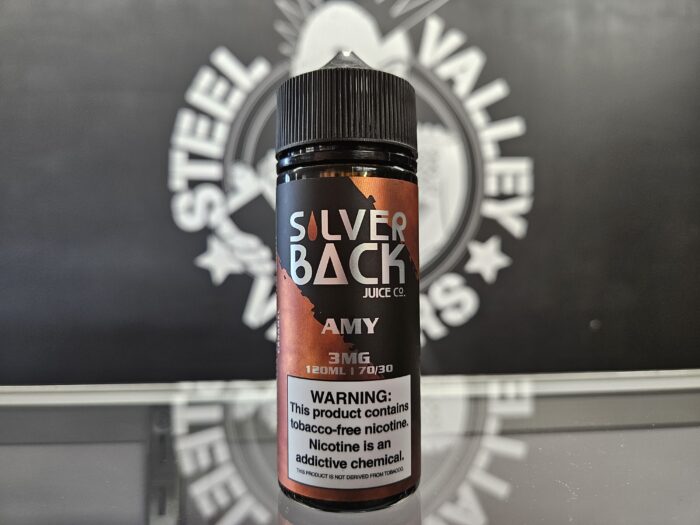 STEEL VALLEY
SILVER
BACK
JUICE CO.
AMY
3MG
120ML | 70/30
WARNING:
This product contains
tobacco-free nicotine.
Nicotine is an
addictive chemical.
THIS PRODUCT IS NOT DERIVED FROM TOBACCO.